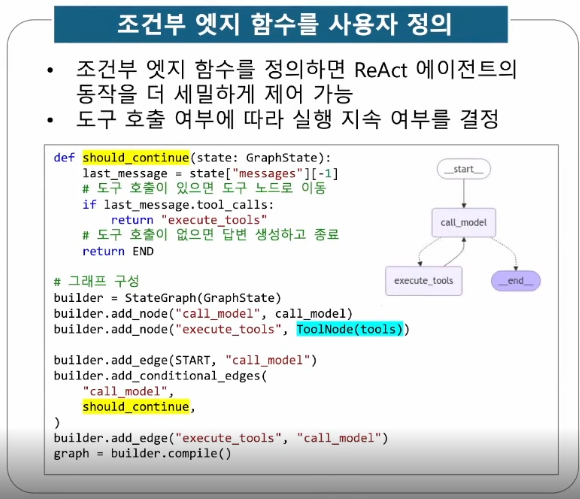 조건부 엣지 함수를 사용자 정의
• 조건부 엣지 함수를 정의하면 ReAct 에이전트의
동작을 더 세밀하게 제어 가능
• 도구 호출 여부에 따라 실행 지속 여부를 결정
def should_continue(state: GraphState):
    last_message = state["messages"][-1]
    # 도구 호출이 있으면 도구 노드로 이동
    if last_message.tool_calls:
        return "execute_tools"
    # 도구 호출이 없으면 답변 생성하고 종료
    return END
# 그래프 구성
builder = StateGraph(GraphState)
builder.add_node("call_model", call_model)
builder.add_node("execute_tools", ToolNode(tools))
builder.add_edge(START, "call_model")
builder.add_conditional_edges(
    "call_model",
    should_continue,
)
builder.add_edge("execute_tools", "call_model")
graph = builder.compile()
__start__
call_model
execute_tools
__end__